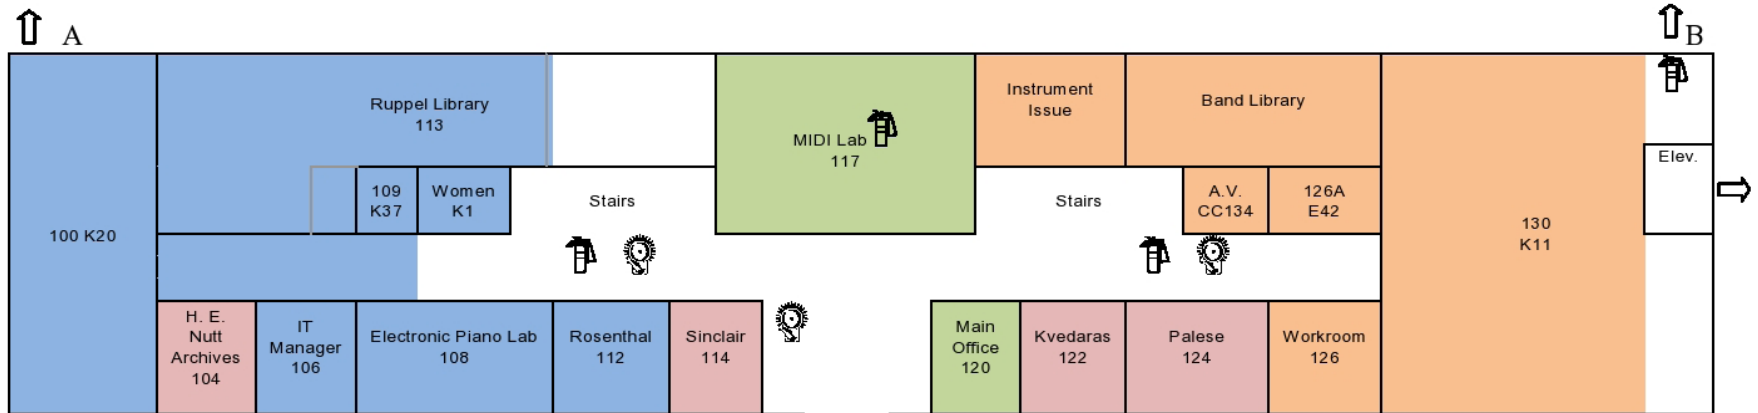 A
B
Ruppel Library
113
MIDI Lab
117
Instrument
Issue
Band Library
Elev.
100 K20
109
K37
Women
K1
Stairs
Stairs
A.V.
CC134
126A
E42
130
K11
H. E.
Nutt
Archives
104
IT
Manager
106
Electronic Piano Lab
108
Rosenthal
112
Sinclair
114
Main
Office
120
Kvedaras
122
Palese
124
Workroom
126